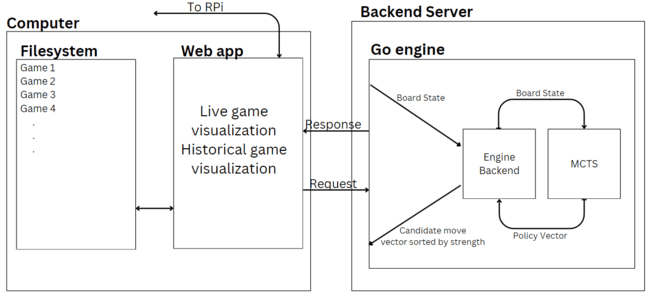 To RPi
Computer
Filesystem
Game 1
Game 2
Game 3
Game 4
.
.
.
Web app
Live game
visualization
Historical game
visualization
Response
Request
Backend Server
Go engine
Board State
Engine
Backend
Board State
MCTS
Policy Vector
Candidate move
vector sorted by strength